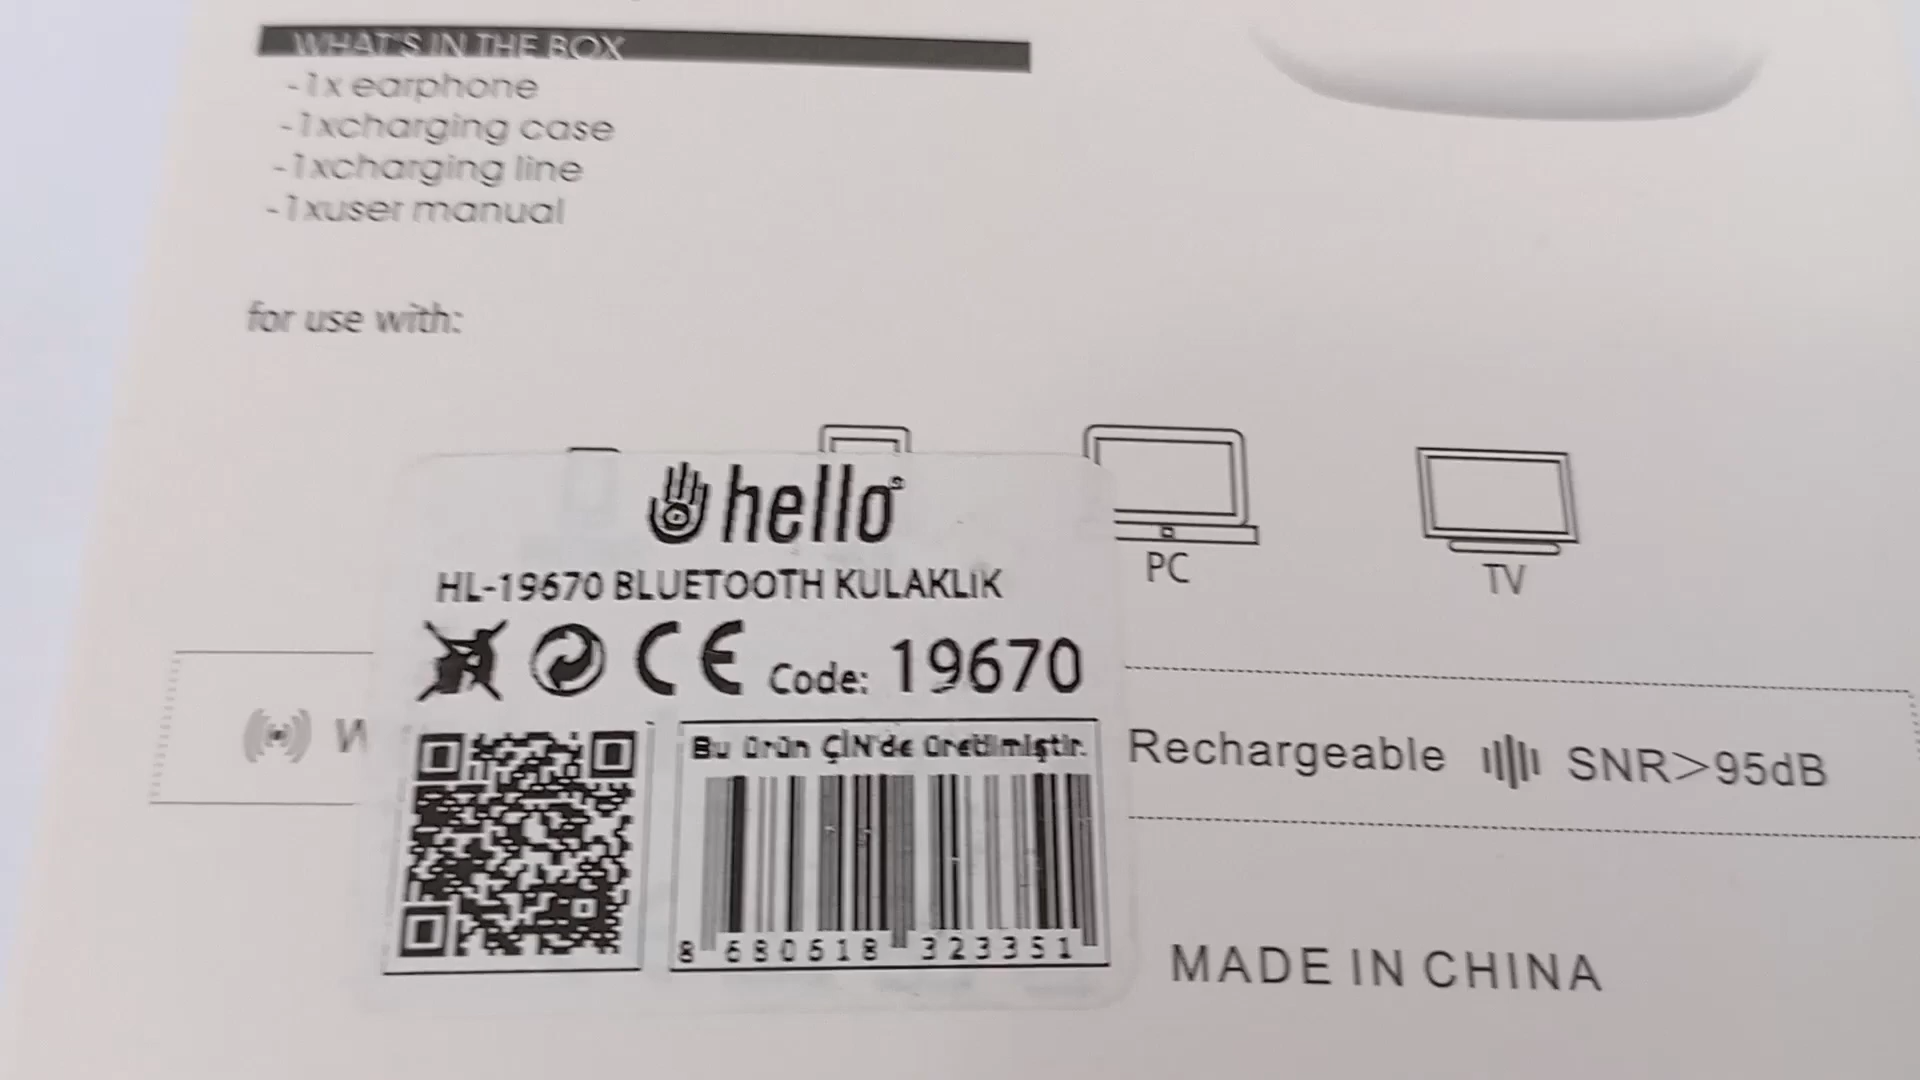 WHAT'S IN THE BOX
-1x earphone
-1xcharging case
-1xcharging line
-1xuser manual
for use with:
PC
TV
hello
HL-19670 BLUETOOTH KULAKLIK
CE Code: 19670
Bu ürün ÇİN'de üretilmiştir.
8 680618 323351
Rechargeable
SNR>95dB
MADE IN CHINA